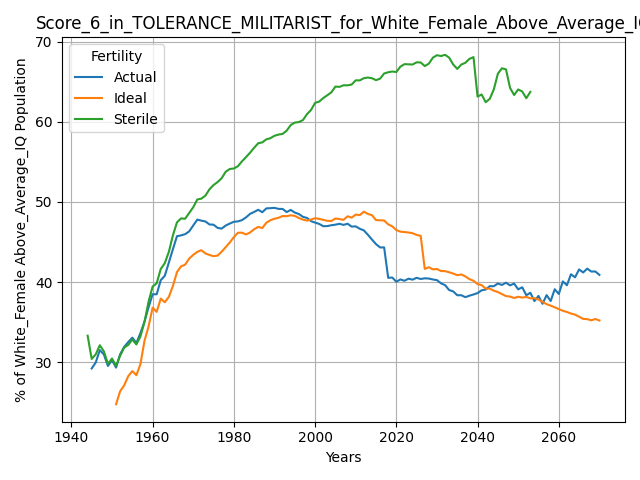 Score_6_in_TOLERANCE_MILITARIST_for_White_Female_Above_Average_IQ
Fertility
Actual
Ideal
Sterile
% of White_Female Above_Average_IQ Population
70
60
50
40
30
1940
1960
1980
2000
2020
2040
2060
Years